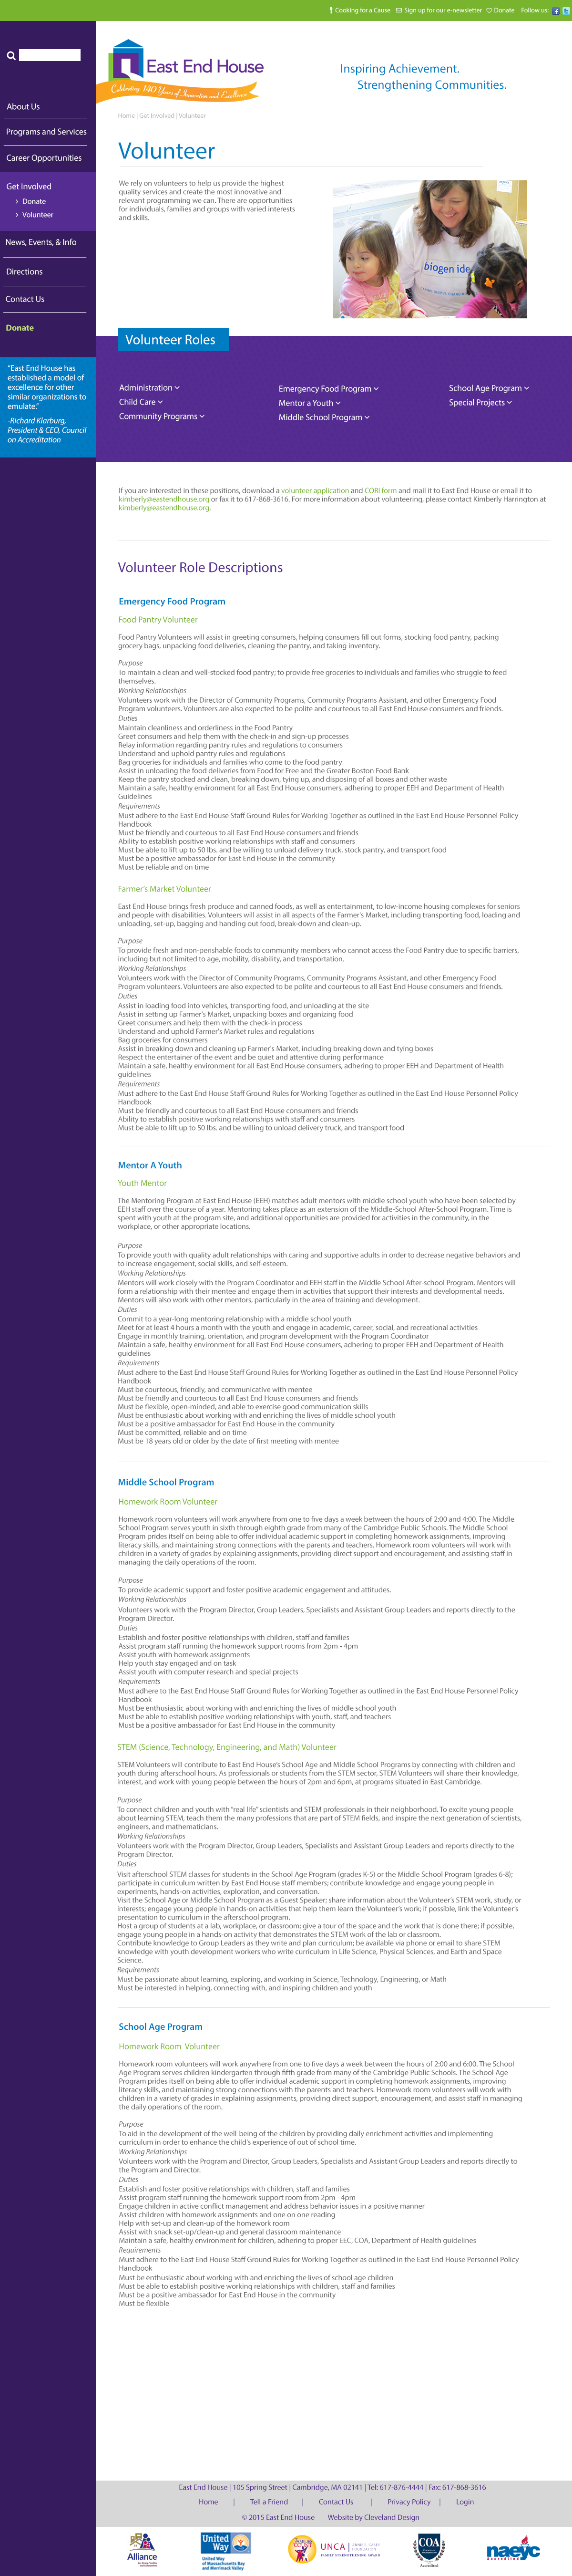 Cooking for a Cause Sign up for our e-newsletter Donate Follow us:
East End House
Celebrating 140 Years of Innovation and Excellence
Inspiring Achievement.
Strengthening Communities.
About Us
Programs and Services
Career Opportunities
Get Involved
> Donate
> Volunteer
News, Events, & Info
Directions
Contact Us
Donate
"East End House has
established a model of
excellence for other
similar organizations to
emulate."
-Richard Klarburg,
President & CEO, Council
on Accreditation
Home | Get Involved | Volunteer
Volunteer
We rely on volunteers to help us provide the highest
quality services and create the most innovative and
relevant programming we can. There are opportunities
for individuals, families and groups with varied interests
and skills.
biogen ide
Volunteer Roles
Administration
Child Care
Community Programs
Emergency Food Program
Mentor a Youth
Middle School Program
School Age Program
Special Projects
If you are interested in these positions, download a volunteer application and CORI form and mail it to East End House or email it to
kimberly@eastendhouse.org or fax it to 617-868-3616. For more information about volunteering, please contact Kimberly Harrington at
kimberly@eastendhouse.org.
Volunteer Role Descriptions
Emergency Food Program
Food Pantry Volunteer
Food Pantry Volunteers will assist in greeting consumers, helping consumers fill out forms, stocking food pantry, packing
grocery bags, unpacking food deliveries, cleaning the pantry, and taking inventory.
Purpose
To maintain a clean and well-stocked food pantry; to provide free groceries to individuals and families who struggle to feed
themselves.
Working Relationships
Volunteers work with the Director of Community Programs, Community Programs Assistant, and other Emergency Food
Program volunteers. Volunteers are also expected to be polite and courteous to all East End House consumers and friends.
Duties
Maintain cleanliness and orderliness in the Food Pantry
Greet consumers and help them with the check-in and sign-up processes
Relay information regarding pantry rules and regulations to consumers
Understand and uphold pantry rules and regulations
Bag groceries for individuals and families who come to the food pantry
Assist in unloading the food deliveries from Food for Free and the Greater Boston Food Bank
Keep the pantry stocked and clean, breaking down, tying up, and disposing of all boxes and other waste
Maintain a safe, healthy environment for all East End House consumers, adhering to proper EEH and Department of Health
Guidelines
Requirements
Must adhere to the East End House Staff Ground Rules for Working Together as outlined in the East End House Personnel Policy
Handbook
Must be friendly and courteous to all East End House consumers and friends
Ability to establish positive working relationships with staff and consumers
Must be able to lift up to 50 lbs. and be willing to unload delivery truck, stock pantry, and transport food
Must be a positive ambassador for East End House in the community
Must be reliable and on time
Farmer's Market Volunteer
East End House brings fresh produce and canned foods, as well as entertainment, to low-income housing complexes for seniors
and people with disabilities. Volunteers will assist in all aspects of the Farmer's Market, including transporting food, loading and
unloading, set-up, bagging and handing out food, break-down and clean-up.
Purpose
To provide fresh and non-perishable foods to community members who cannot access the Food Pantry due to specific barriers,
including but not limited to age, mobility, disability, and transportation.
Working Relationships
Volunteers work with the Director of Community Programs, Community Programs Assistant, and other Emergency Food
Program volunteers. Volunteers are also expected to be polite and courteous to all East End House consumers and friends.
Duties
Assist in loading food into vehicles, transporting food, and unloading at the site
Assist in setting up Farmer's Market, unpacking boxes and organizing food
Greet consumers and help them with the check-in process
Understand and uphold Farmer's Market rules and regulations
Bag groceries for consumers
Assist in breaking down and cleaning up Farmer's Market, including breaking down and tying boxes
Respect the entertainer of the event and be quiet and attentive during performance
Maintain a safe, healthy environment for all East End House consumers, adhering to proper EEH and Department of Health
guidelines
Requirements
Must adhere to the East End House Staff Ground Rules for Working Together as outlined in the East End House Personnel Policy
Handbook
Must be friendly and courteous to all East End House consumers and friends
Ability to establish positive working relationships with staff and consumers
Must be able to lift up to 50 lbs. and be willing to unload delivery truck, and transport food
Mentor A Youth
Youth Mentor
The Mentoring Program at East End House (EEH) matches adult mentors with middle school youth who have been selected by
EEH staff over the course of a year. Mentoring takes place as an extension of the Middle-School After-School Program. Time is
spent with youth at the program site, and additional opportunities are provided for activities in the community, in the
workplace, or other appropriate locations.
Purpose
To provide youth with quality adult relationships with caring and supportive adults in order to decrease negative behaviors and
to increase engagement, social skills, and self-esteem.
Working Relationships
Mentors will work closely with the Program Coordinator and EEH staff in the Middle School After-school Program. Mentors will
form a relationship with their mentee and engage them in activities that support their interests and developmental needs.
Mentors will also work with other mentors, particularly in the area of training and development.
Duties
Commit to a year-long mentoring relationship with a middle school youth
Meet for at least 4 hours a month with the youth and engage in academic, career, social, and recreational activities
Engage in monthly training, orientation, and program development with the Program Coordinator
Maintain a safe, healthy environment for all East End House consumers, adhering to proper EEH and Department of Health
guidelines
Requirements
Must adhere to the East End House Staff Ground Rules for Working Together as outlined in the East End House Personnel Policy
Handbook
Must be courteous, friendly, and communicative with mentee
Must be friendly and courteous to all East End House consumers and friends
Must be flexible, open-minded, and able to exercise good communication skills
Must be enthusiastic about working with and enriching the lives of middle school youth
Must be a positive ambassador for East End House in the community
Must be committed, reliable and on time
Must be 18 years old or older by the date of first meeting with mentee
Middle School Program
Homework Room Volunteer
Homework room volunteers will work anywhere from one to five days a week between the hours of 2:00 and 4:00. The Middle
School Program serves youth in sixth through eighth grade from many of the Cambridge Public Schools. The Middle School
Program prides itself on being able to offer individual academic support in completing homework assignments, improving
literacy skills, and maintaining strong connections with the parents and teachers. Homework room volunteers will work with
children in a variety of grades by explaining assignments, providing direct support and encouragement, and assisting staff in
managing the daily operations of the room.
Purpose
To provide academic support and foster positive academic engagement and attitudes.
Working Relationships
Volunteers work with the Program Director, Group Leaders, Specialists and Assistant Group Leaders and reports directly to the
Program Director.
Duties
Establish and foster positive relationships with children, staff and families
Assist program staff running the homework support rooms from 2pm - 4pm
Assist youth with homework assignments
Help youth stay engaged and on task
Assist youth with computer research and special projects
Requirements
Must adhere to the East End House Staff Ground Rules for Working Together as outlined in the East End House Personnel Policy
Handbook
Must be enthusiastic about working with and enriching the lives of middle school youth
Must be able to establish positive working relationships with youth, staff, and teachers
Must be a positive ambassador for East End House in the community
STEM (Science, Technology, Engineering, and Math) Volunteer
STEM Volunteers will contribute to East End House's School Age and Middle School Programs by connecting with children and
youth during afterschool hours. As professionals or students from the STEM sector, STEM Volunteers will share their knowledge,
interest, and work with young people between the hours of 2pm and 6pm, at programs situated in East Cambridge.
Purpose
To connect children and youth with "real life" scientists and STEM professionals in their neighborhood. To excite young people
about learning STEM, teach them the many professions that are part of STEM fields, and inspire the next generation of scientists,
engineers, and mathematicians.
Working Relationships
Volunteers work with the Program Director, Group Leaders, Specialists and Assistant Group Leaders and reports directly to the
Program Director.
Duties
Visit afterschool STEM classes for students in the School Age Program (grades K-5) or the Middle School Program (grades 6-8);
participate in curriculum written by East End House staff members; contribute knowledge and engage young people in
experiments, hands-on activities, exploration, and conversation.
Visit the School Age or Middle School Program as a Guest Speaker; share information about the Volunteer's STEM work, study, or
interests; engage young people in hands-on activities that help them learn the Volunteer's work; if possible, link the Volunteer's
presentation to curriculum in the afterschool program.
Host a group of students at a lab, workplace, or classroom; give a tour of the space and the work that is done there; if possible,
engage young people in a hands-on activity that demonstrates the STEM work of the lab or classroom.
Contribute knowledge to Group Leaders as they write and plan curriculum; be available via phone or email to share STEM
knowledge with youth development workers who write curriculum in Life Science, Physical Sciences, and Earth and Space
Science.
Requirements
Must be passionate about learning, exploring, and working in Science, Technology, Engineering, or Math
Must be interested in helping, connecting with, and inspiring children and youth
School Age Program
Homework Room Volunteer
Homework room volunteers will work anywhere from one to five days a week between the hours of 2:00 and 6:00. The School
Age Program serves children kindergarten through fifth grade from many of the Cambridge Public Schools. The School Age
Program prides itself on being able to offer individual academic support in completing homework assignments, improving
literacy skills, and maintaining strong connections with the parents and teachers. Homework room volunteers will work with
children in a variety of grades in explaining assignments, providing direct support, encouragement, and assist staff in managing
the daily operations of the room.
Purpose
To aid in the development of the well-being of the children by providing daily enrichment activities and implementing
curriculum in order to enhance the child's experience of out of school time.
Working Relationships
Volunteers work with the Program and Director, Group Leaders, Specialists and Assistant Group Leaders and reports directly to
the Program and Director.
Duties
Establish and foster positive relationships with children, staff and families
Assist program staff running the homework support room from 2pm - 4pm
Engage children in active conflict management and address behavior issues in a positive manner
Assist children with homework assignments and one on one reading
Help with set-up and clean-up of the homework room
Assist with snack set-up/clean-up and general classroom maintenance
Maintain a safe, healthy environment for children, adhering to proper EEC, COA, Department of Health guidelines
Requirements
Must adhere to the East End House Staff Ground Rules for Working Together as outlined in the East End House Personnel Policy
Handbook
Must be enthusiastic about working with and enriching the lives of school age children
Must be able to establish positive working relationships with children, staff and families
Must be a positive ambassador for East End House in the community
Must be flexible
East End House | 105 Spring Street | Cambridge, MA 02141 | Tel: 617-876-4444 | Fax: 617-868-3616
Home | Tell a Friend | Contact Us | Privacy Policy | Login
© 2015 East End House Website by Cleveland Design
Alliance
United Way
United Way
of Massachusetts Bay
and Merrimack Valley
UNCA
FAMILY STRENGTHENING AWARD
COA
Accredited
naeyc